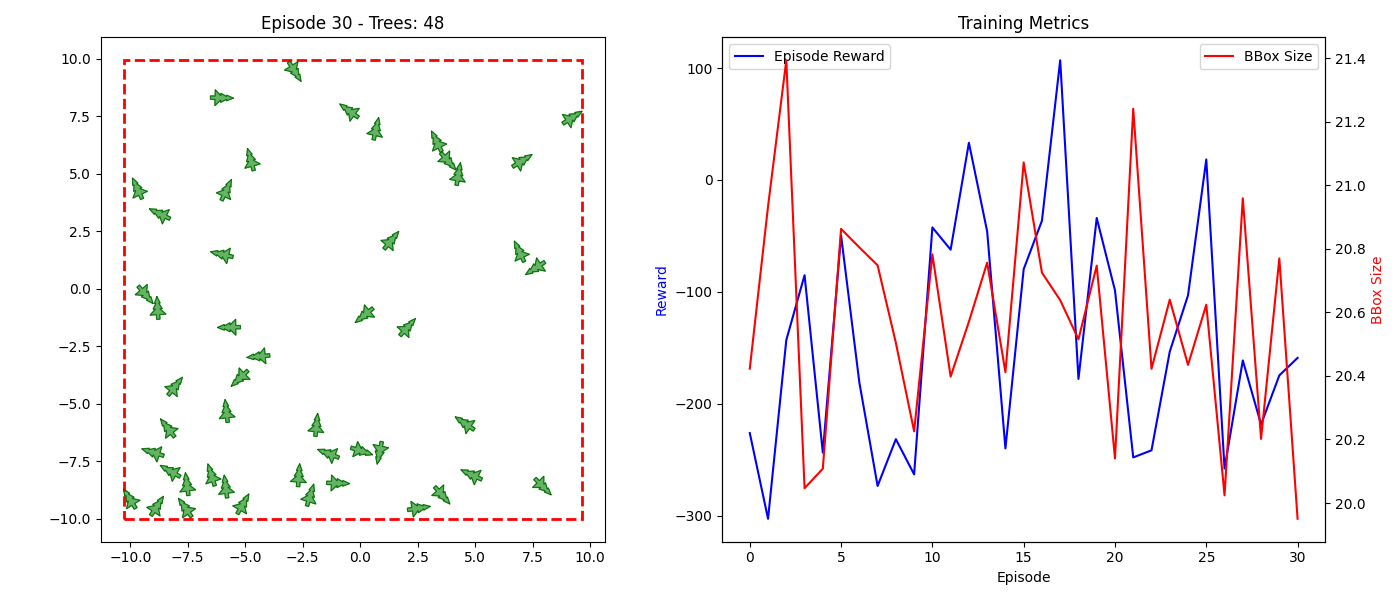 Episode 30 - Trees: 48
10.0
7.5
5.0
2.5
0.0
−2.5
−5.0
−7.5
−10.0
−10.0 −7.5 −5.0 −2.5 0.0 2.5 5.0 7.5 10.0
Training Metrics
Episode Reward
BBox Size
100
0
−100
−200
−300
Reward
0 5 10 15 20 25 30
Episode
21.4
21.2
21.0
20.8
20.6
20.4
20.2
20.0
BBox Size